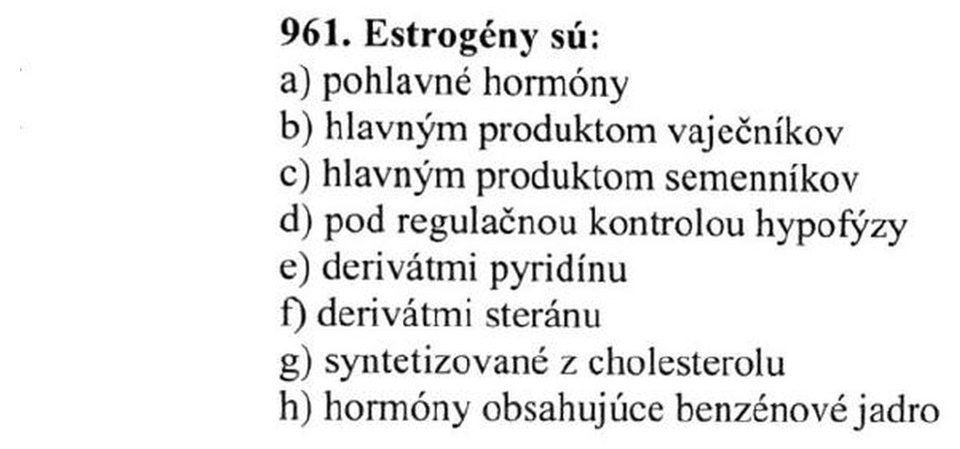 961. Estrogény sú:
a) pohlavné hormóny
b) hlavným produktom vaječníkov
c) hlavným produktom semenníkov
d) pod regulačnou kontrolou hypofýzy
e) derivátmi pyridínu
f) derivátmi steránu
g) syntetizované z cholesterolu
h) hormóny obsahujúce benzénové jadro